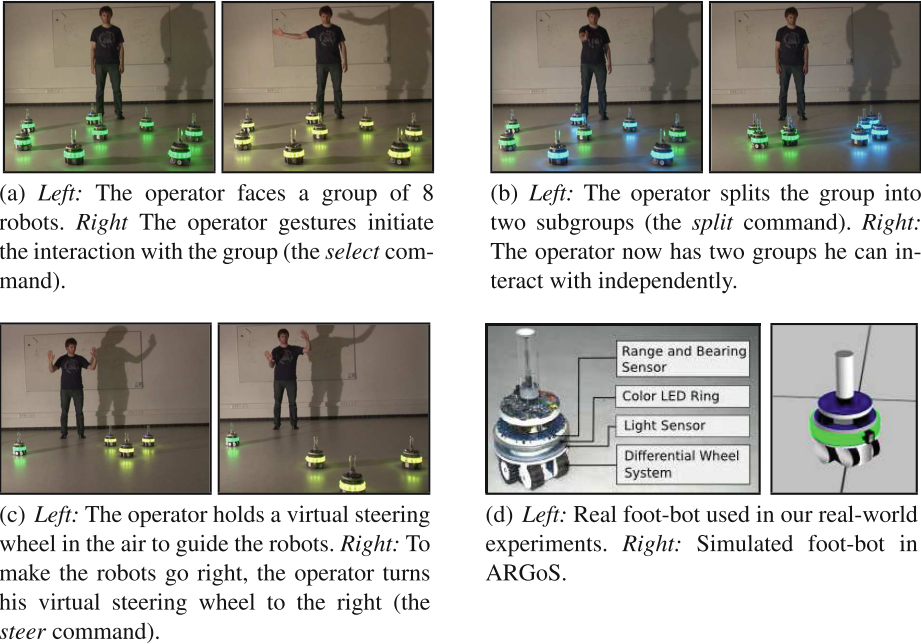 (a) Left: The operator faces a group of 8
robots. Right The operator gestures initiate
the interaction with the group (the select com-
mand).
(b) Left: The operator splits the group into
two subgroups (the split command). Right:
The operator now has two groups he can in-
teract with independently.
Range and Bearing
Sensor
Color LED Ring
Light Sensor
Differential Wheel
System
(c) Left: The operator holds a virtual steering
wheel in the air to guide the robots. Right: To
make the robots go right, the operator turns
his virtual steering wheel to the right (the
steer command).
(d) Left: Real foot-bot used in our real-world
experiments. Right: Simulated foot-bot in
ARGoS.